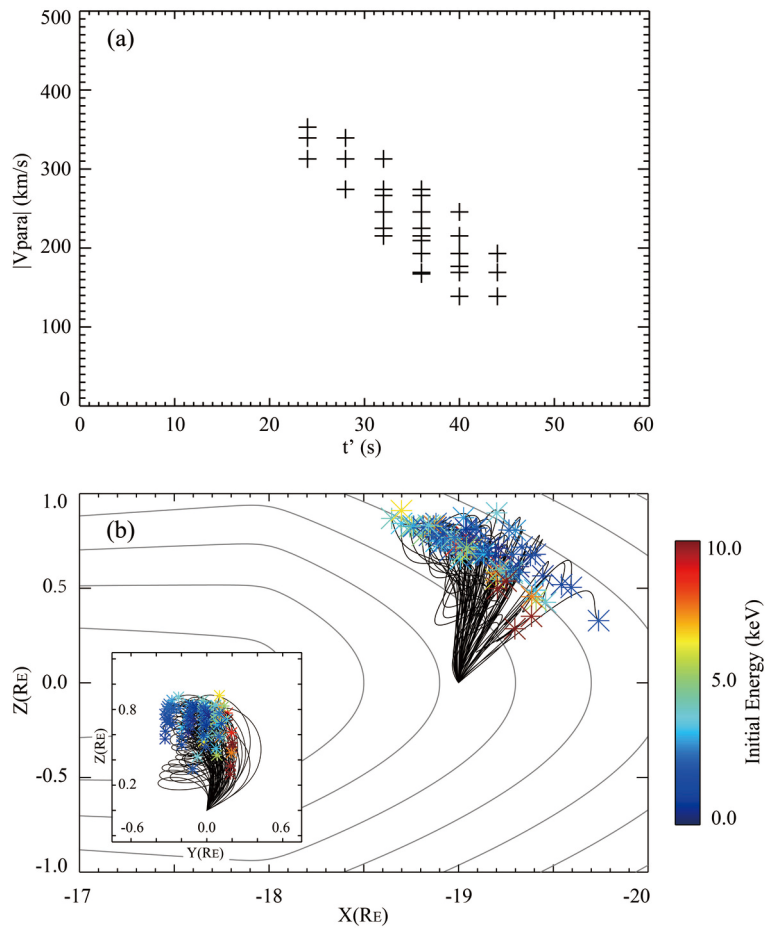 (a)
500
400
300
200
100
0
|Vpara| (km/s)
0 10 20 30 40 50 60
t' (s)
(b)
1.0
0.5
0.0
-0.5
-1.0
Z(RE)
0.8
0.2
Z(RE)
-0.6 0.0 0.6
Y(RE)
-17 -18 -19 -20
X(RE)
10.0
5.0
0.0
Initial Energy (keV)